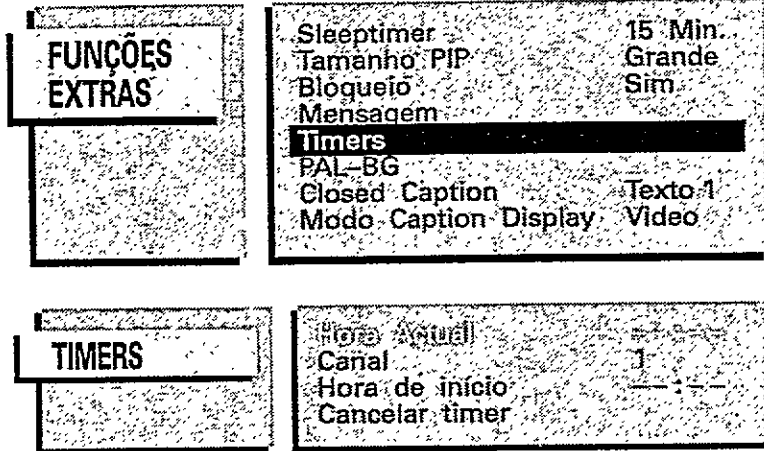 FUNÇÕES
EXTRAS
Sleeptimer 15 Min.
Tamanho PIP Grande
Bloqueio Sim
Mensagem
Timers
PAL-BG
Closed Caption Texto 1
Modo Caption Display Video
TIMERS
Hora Actual --:--
Canal 1
Hora de início --:--
Cancelar timer